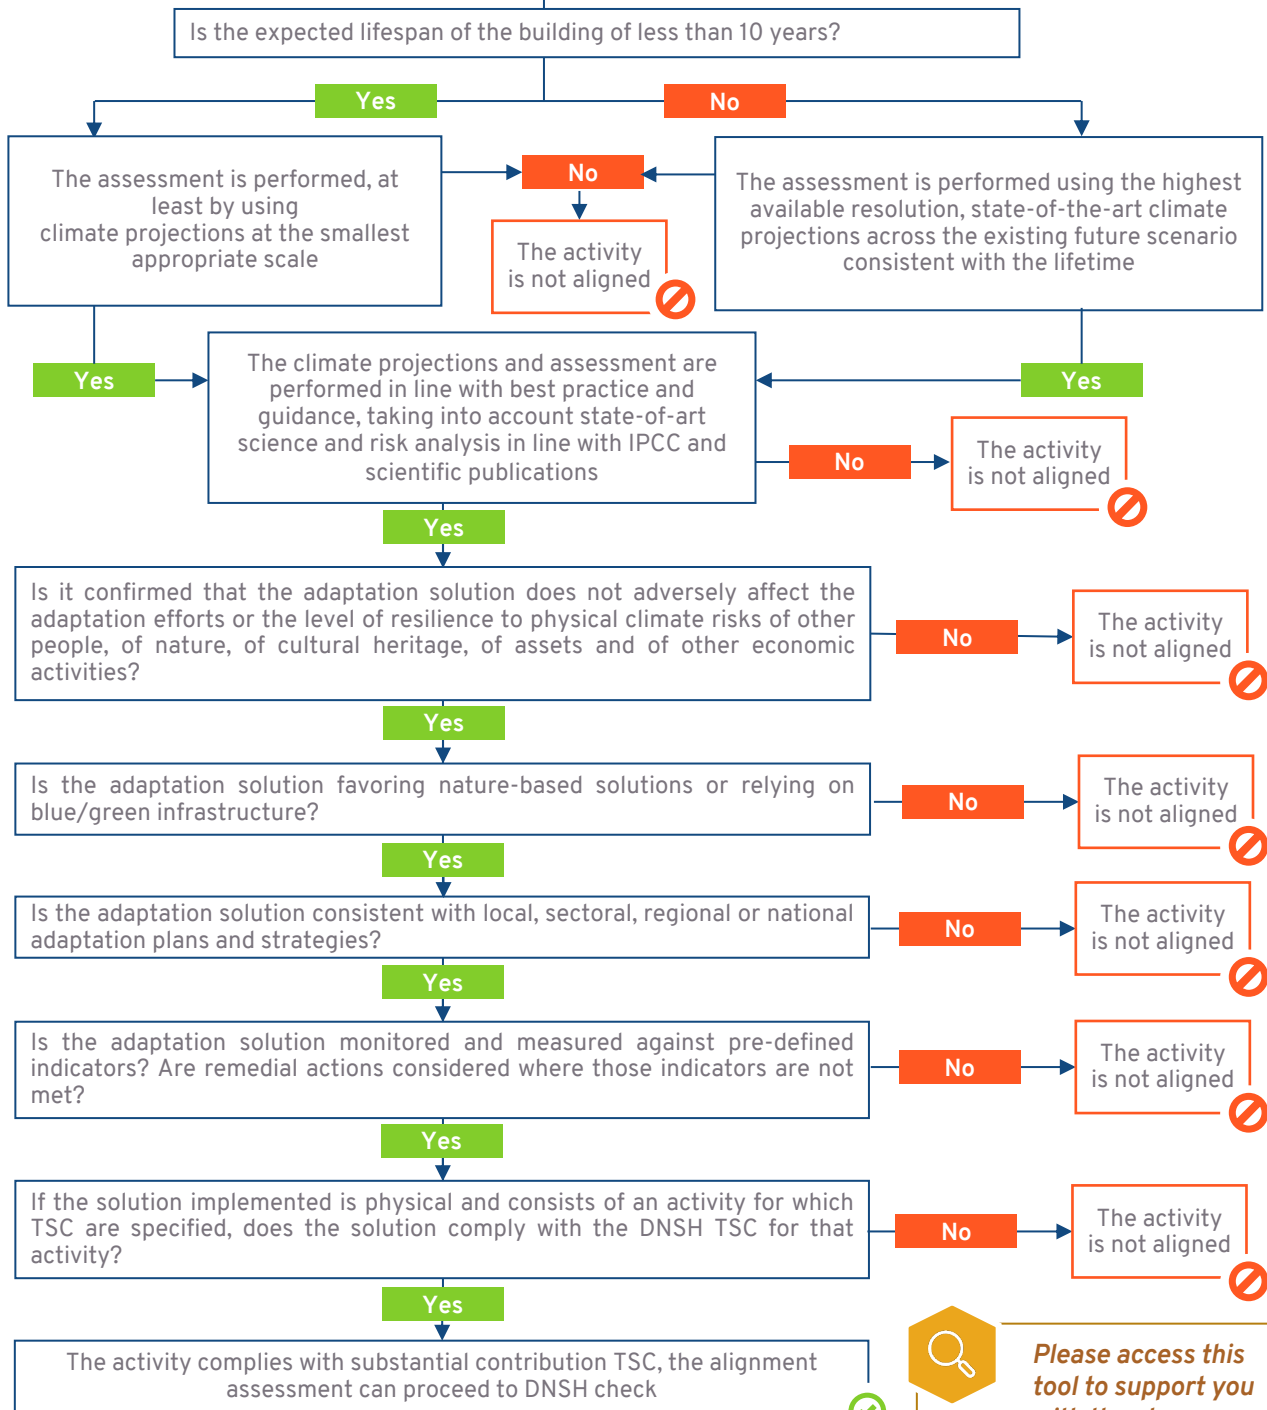 Is the expected lifespan of the building of less than 10 years?
Yes
No
The assessment is performed, at
least by using
climate projections at the smallest
appropriate scale
No
The activity
is not aligned
The assessment is performed using the highest
available resolution, state-of-the-art climate
projections across the existing future scenario
consistent with the lifetime
Yes
The climate projections and assessment are
performed in line with best practice and
guidance, taking into account state-of-art
science and risk analysis in line with IPCC and
scientific publications
Yes
No
The activity
is not aligned
Yes
Is it confirmed that the adaptation solution does not adversely affect the
adaptation efforts or the level of resilience to physical climate risks of other
people, of nature, of cultural heritage, of assets and of other economic
activities?
No
The activity
is not aligned
Yes
Is the adaptation solution favoring nature-based solutions or relying on
blue/green infrastructure?
No
The activity
is not aligned
Yes
Is the adaptation solution consistent with local, sectoral, regional or national
adaptation plans and strategies?
No
The activity
is not aligned
Yes
Is the adaptation solution monitored and measured against pre-defined
indicators? Are remedial actions considered where those indicators are not
met?
No
The activity
is not aligned
Yes
If the solution implemented is physical and consists of an activity for which
TSC are specified, does the solution comply with the DNSH TSC for that
activity?
No
The activity
is not aligned
Yes
The activity complies with substantial contribution TSC, the alignment
assessment can proceed to DNSH check
Please access this
tool to support you